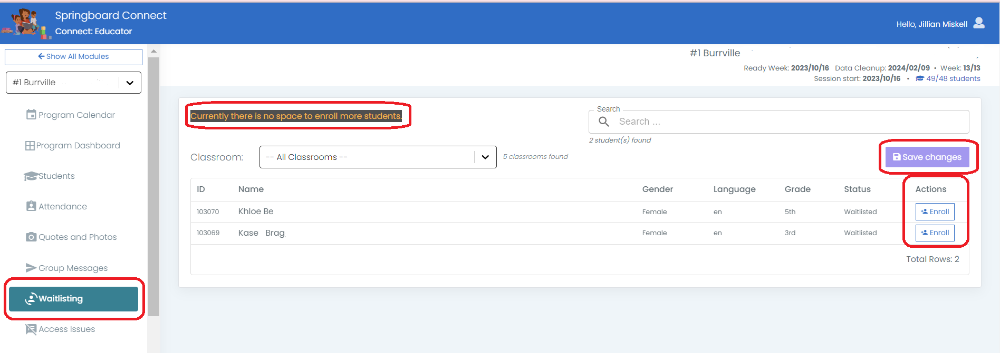 Springboard Connect
Connect: Educator
Hello, Jillian Miskell
Show All Modules
#1 Burrville
Program Calendar
Program Dashboard
Students
Attendance
Quotes and Photos
Group Messages
Waitlisting
Access Issues
#1 Burrville
Ready Week: 2023/10/16 Data Cleanup: 2024/02/09 • Week: 13/13
Session start: 2023/10/16 • 49/48 students
Currently there is no space to enroll more students.
Search
Search ...
2 student(s) found
Classroom: -- All Classrooms -- 5 classrooms found
Save changes
ID Name Gender Language Grade Status Actions
103070 Khloe Be Female en 5th Waitlisted Enroll
103069 Kase Brag Female en 3rd Waitlisted Enroll
Total Rows: 2